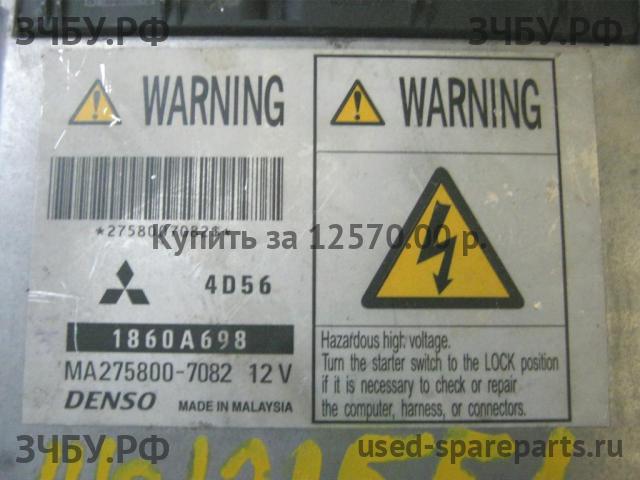 ЗЧБУ.РФ
ЗЧБУ.РФ
WARNING
WARNING
Купить за 12570.00 р.
4D56
1860A698
MA275800-7082 12V
DENSO MADE IN MALAYSIA
Hazardous high voltage.
Turn the starter switch to the LOCK position
if it is necessary to check or repair
the computer, harness, or connectors.
ЗЧБУ.РФ
used-spareparts.ru